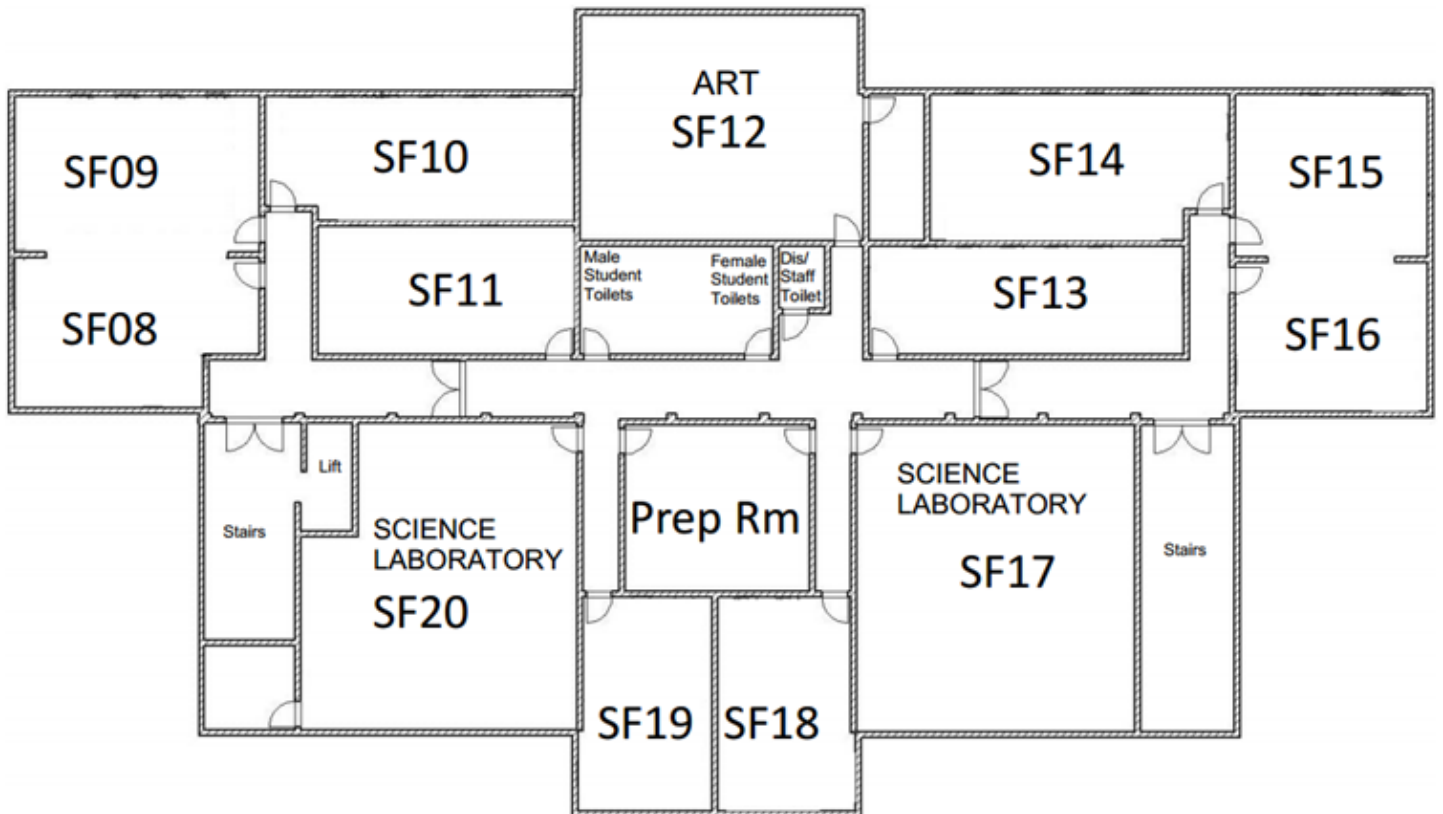 ART
SF12
SF09
SF10
SF14
SF15
SF08
SF11
Male
Student
Toilets
Female
Student
Toilets
Dis/
Staff
Toilet
SF13
SF16
Lift
Stairs
SCIENCE
LABORATORY
SF20
Prep Rm
SCIENCE
LABORATORY
SF17
Stairs
SF19
SF18